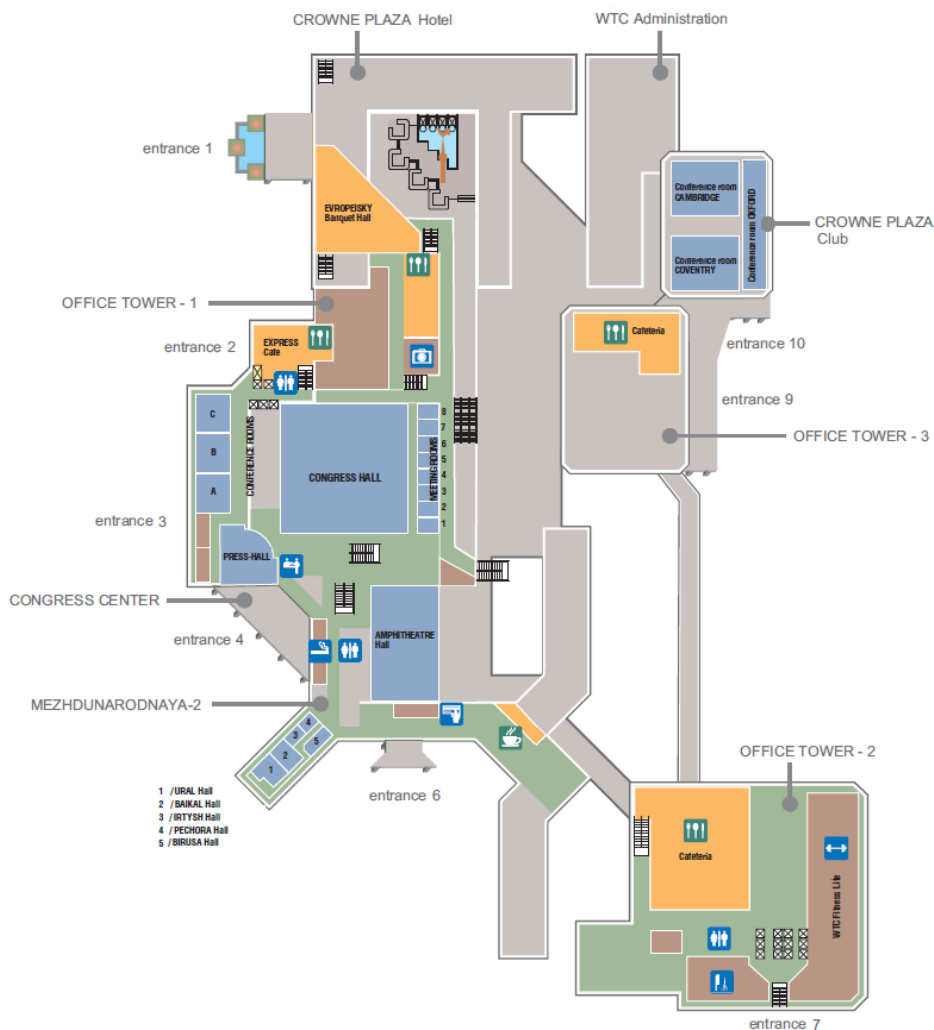 CROWNE PLAZA Hotel
WTC Administration
entrance 1
EVROPEISKY
Banquet Hall
Conference room
CAMBRIDGE
Conference room OXFORD
Conference room
COVENTRY
CROWNE PLAZA
Club
OFFICE TOWER - 1
entrance 2
EXPRESS
Cafe
Cafeteria
entrance 10
entrance 9
OFFICE TOWER - 3
C
B
A
CONFERENCE ROOMS
CONGRESS HALL
MEETING ROOMS
8
7
6
5
4
3
2
1
entrance 3
PRESS-HALL
CONGRESS CENTER
entrance 4
AMPHITHEATRE
Hall
MEZHDUNARODNAYA-2
4
3
5
2
1
entrance 6
OFFICE TOWER - 2
1 / URAL Hall
2 / BAIKAL Hall
3 / IRTYSH Hall
4 / PECHORA Hall
5 / BIRUSA Hall
Cafeteria
WTC Fitness Life
entrance 7